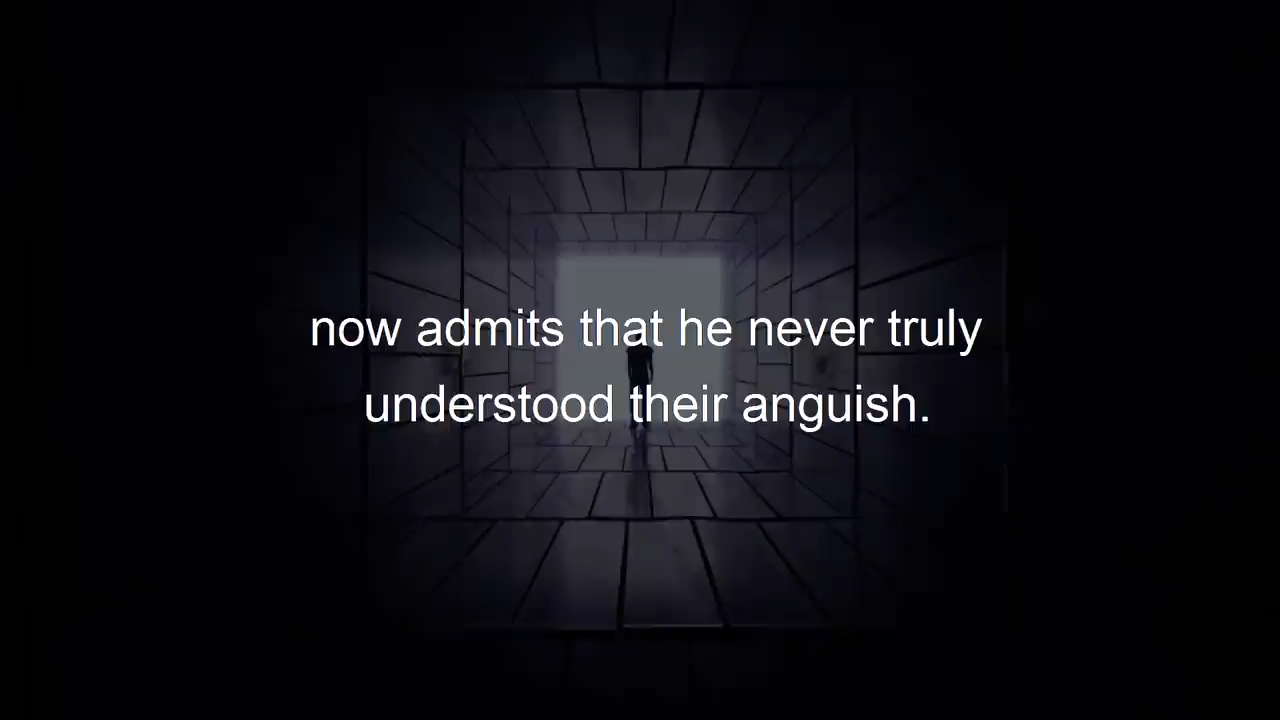 now admits that he never truly
understood their anguish.